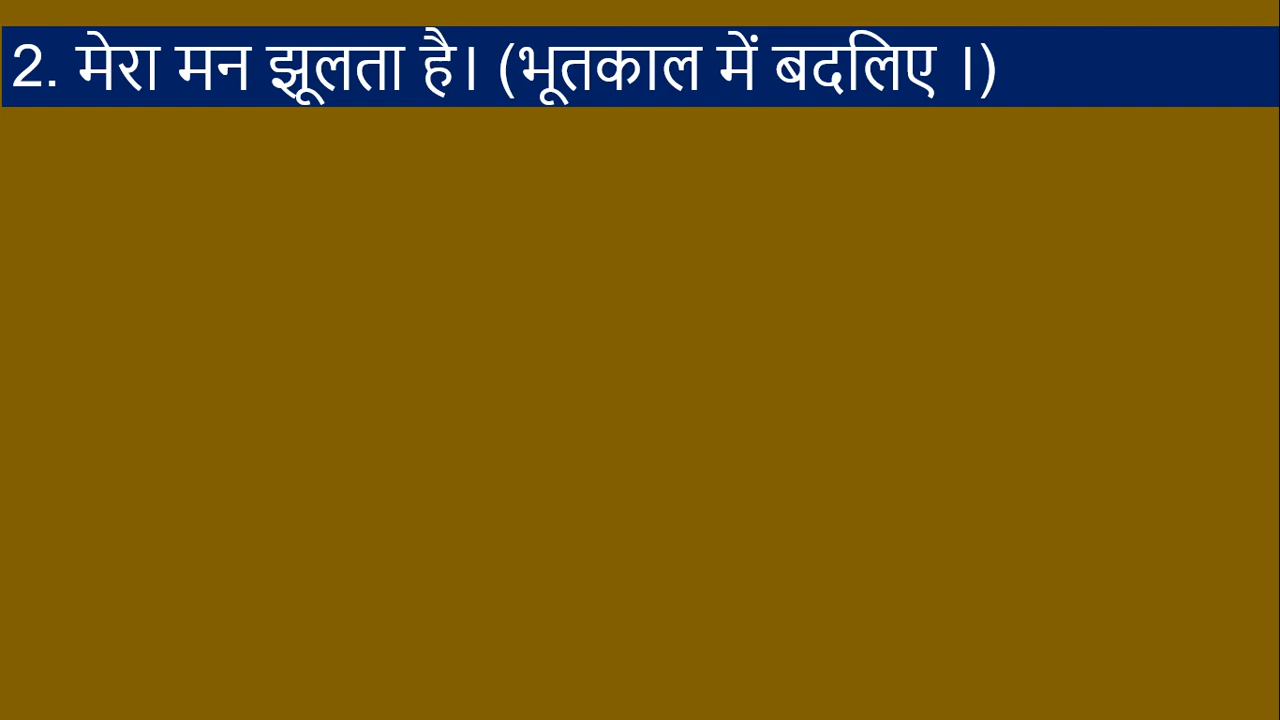 2. मेरा मन झूलता है। (भूतकाल में बदलिए ।)